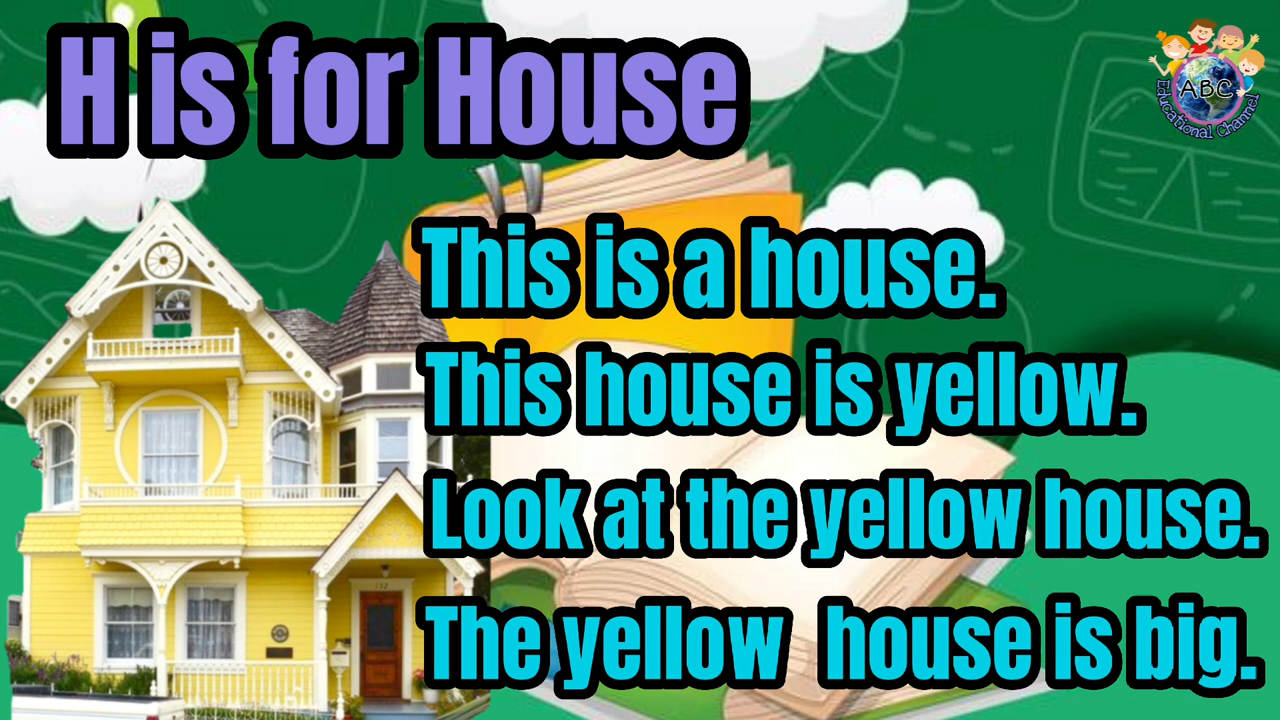 H is for House
ABC
Educational Channel
This is a house.
This house is yellow.
Look at the yellow house.
The yellow house is big.